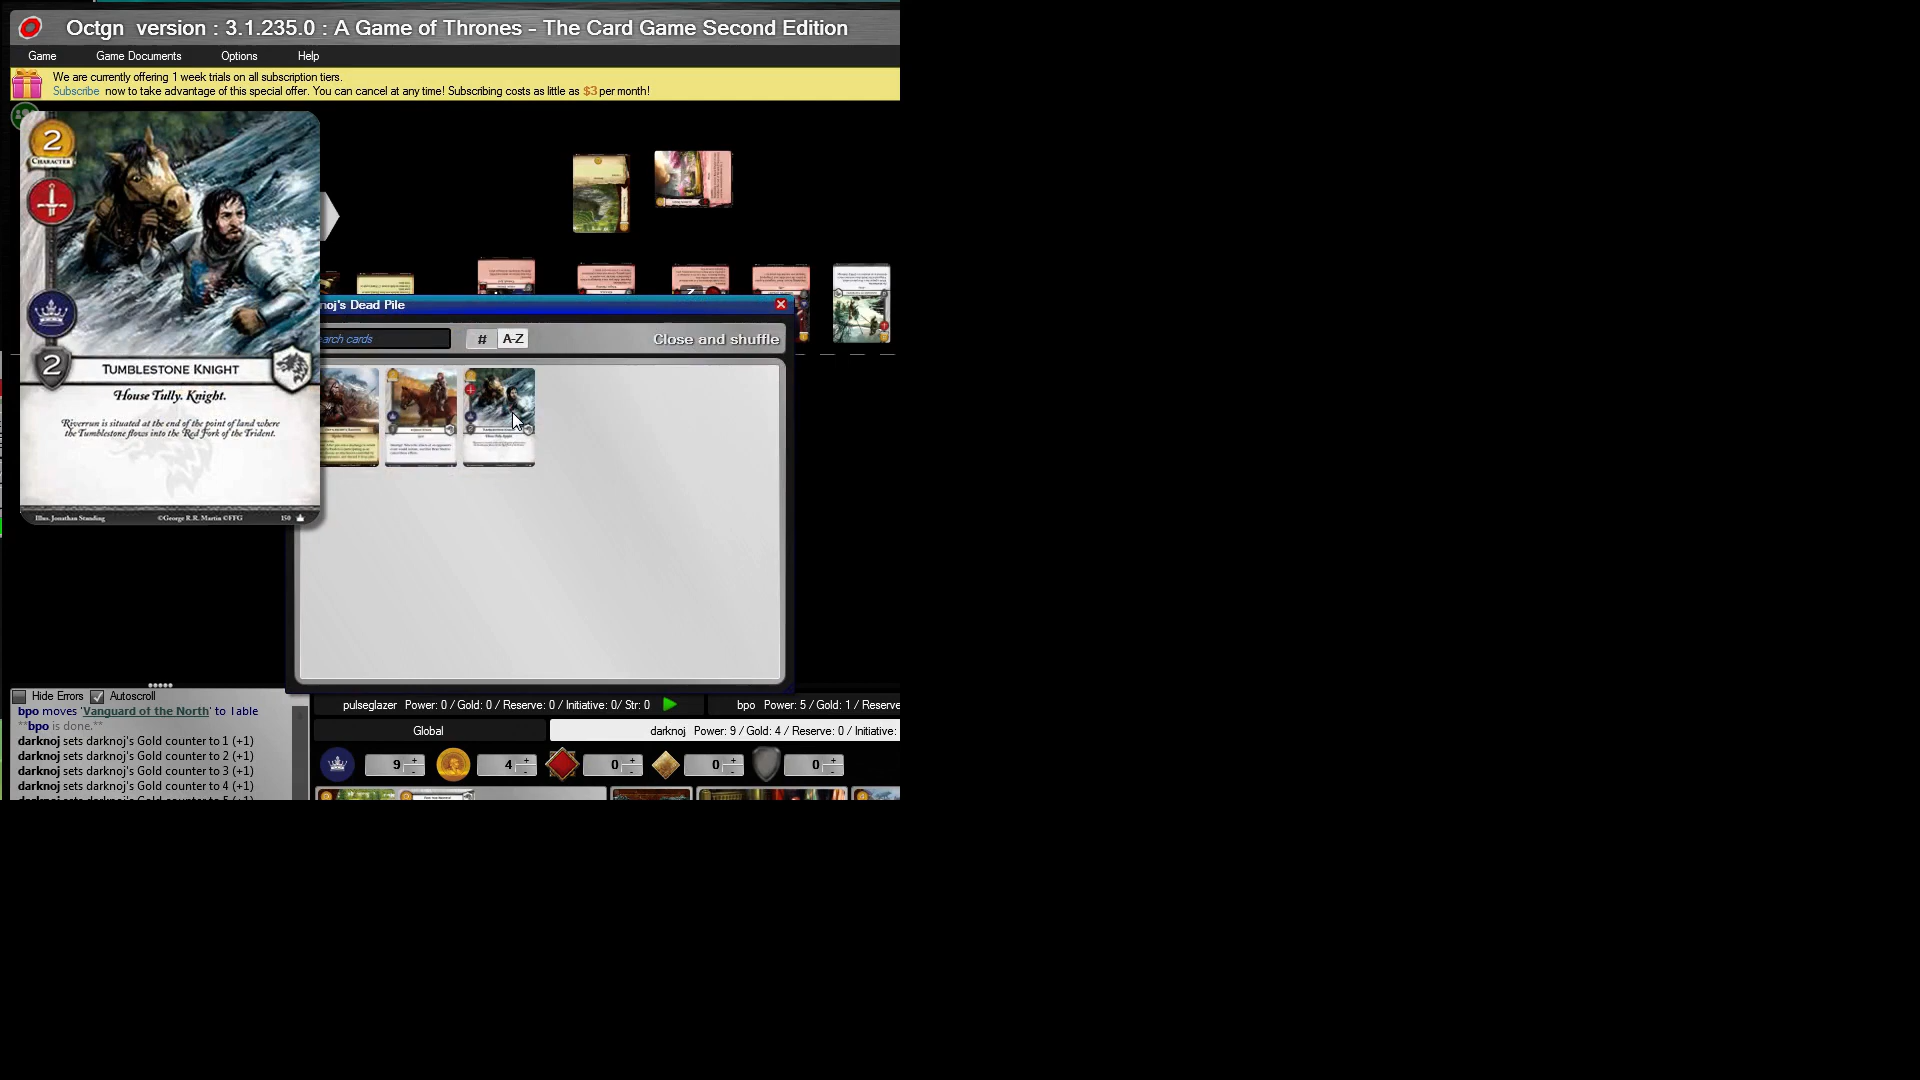 Octgn version : 3.1.235.0 : A Game of Thrones - The Card Game Second Edition
Game Game Documents Options Help
We are currently offering 1 week trials on all subscription tiers.
Subscribe now to take advantage of this special offer. You can cancel at any time! Subscribing costs as little as $3 per month!
2
Character
2
Tumblestone Knight
House Tully. Knight.
Riverrun is situated at the end of the point of land where
the Tumblestone flows into the Red Fork of the Trident.
Illus. Jonathan Standing ©George R.R. Martin ©FFG 150
noj's Dead Pile
arch cards # A-Z Close and shuffle
Hide Errors Autoscroll
bpo moves 'Vanguard of the North' to Table
**bpo is done.**
darknoj sets darknoj's Gold counter to 1 (+1)
darknoj sets darknoj's Gold counter to 2 (+1)
darknoj sets darknoj's Gold counter to 3 (+1)
darknoj sets darknoj's Gold counter to 4 (+1)
darknoj sets darknoj's Gold counter to 5 (+1)
pulseglazer Power: 0 / Gold: 0 / Reserve: 0 / Initiative: 0/ Str: 0
bpo Power: 5 / Gold: 1 / Reserve
Global
darknoj Power: 9 / Gold: 4 / Reserve: 0 / Initiative:
9 4 0 0 0